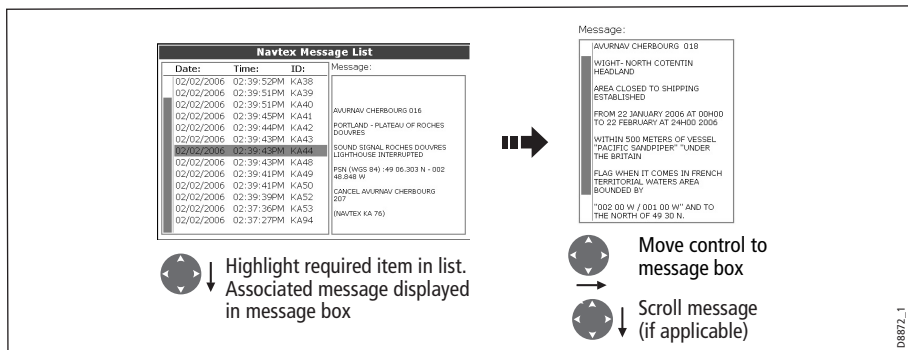 Navtex Message List
Date: Time: ID:
02/02/2006 02:39:52PM KA38
02/02/2006 02:39:51PM KA39
02/02/2006 02:39:51PM KA40
02/02/2006 02:39:45PM KA41
02/02/2006 02:39:44PM KA42
02/02/2006 02:39:43PM KA43
02/02/2006 02:39:43PM KA44
02/02/2006 02:39:43PM KA48
02/02/2006 02:39:41PM KA49
02/02/2006 02:39:41PM KA50
02/02/2006 02:39:39PM KA52
02/02/2006 02:37:36PM KA53
02/02/2006 02:37:27PM KA94
Message:
AVURNAV CHERBOURG 016
PORTLAND - PLATEAU OF ROCHES
DOUVRES
SOUND SIGNAL ROCHES DOUVRES
LIGHTHOUSE INTERRUPTED
PSN (WGS 84) :49 06.303 N - 002
48.848 W
CANCEL AVURNAV CHERBOURG
207
(NAVTEX KA 76)
Highlight required item in list.
Associated message displayed
in message box
Message:
AVURNAV CHERBOURG 018
WIGHT- NORTH COTENTIN
HEADLAND
AREA CLOSED TO SHIPPING
ESTABLISHED
FROM 22 JANUARY 2006 AT 00H00
TO 22 FEBRUARY AT 24H00 2006
WITHIN 500 METERS OF VESSEL
"PACIFIC SANDPIPER" "UNDER
THE BRITAIN
FLAG WHEN IT COMES IN FRENCH
TERRITORIAL WATERS AREA
BOUNDED BY
"002 00 W / 001 00 W" AND TO
THE NORTH OF 49 30 N.
Move control to
message box
Scroll message
(if applicable)
D8872_1